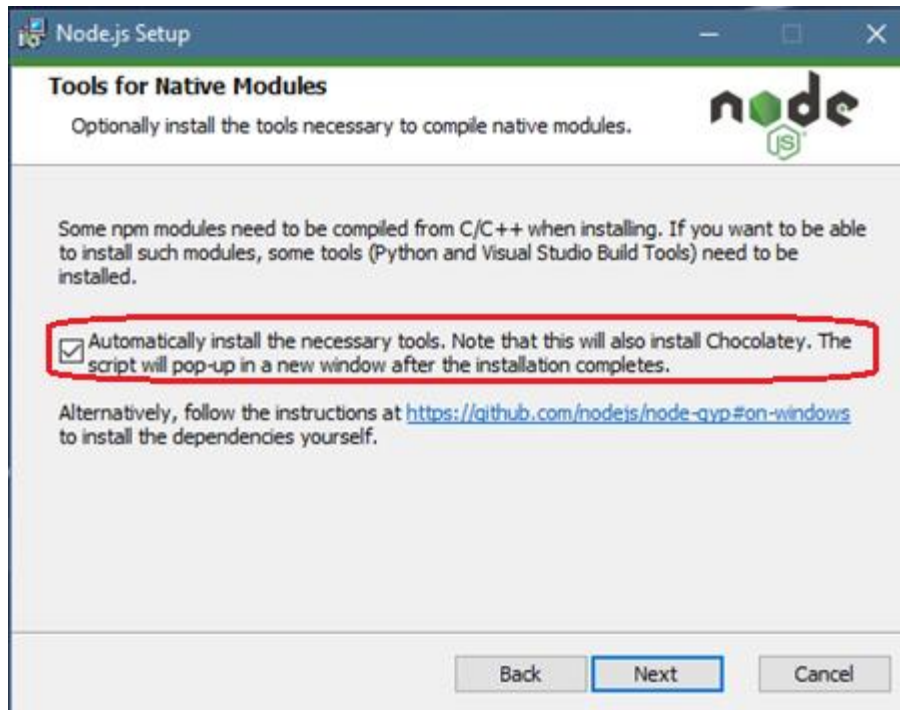 Node.js Setup
Tools for Native Modules
Optionally install the tools necessary to compile native modules.
node
JS
Some npm modules need to be compiled from C/C++ when installing. If you want to be able
to install such modules, some tools (Python and Visual Studio Build Tools) need to be
installed.
Automatically install the necessary tools. Note that this will also install Chocolatey. The
script will pop-up in a new window after the installation completes.
Alternatively, follow the instructions at https://github.com/nodejs/node-gyp#on-windows
to install the dependencies yourself.
Back Next Cancel